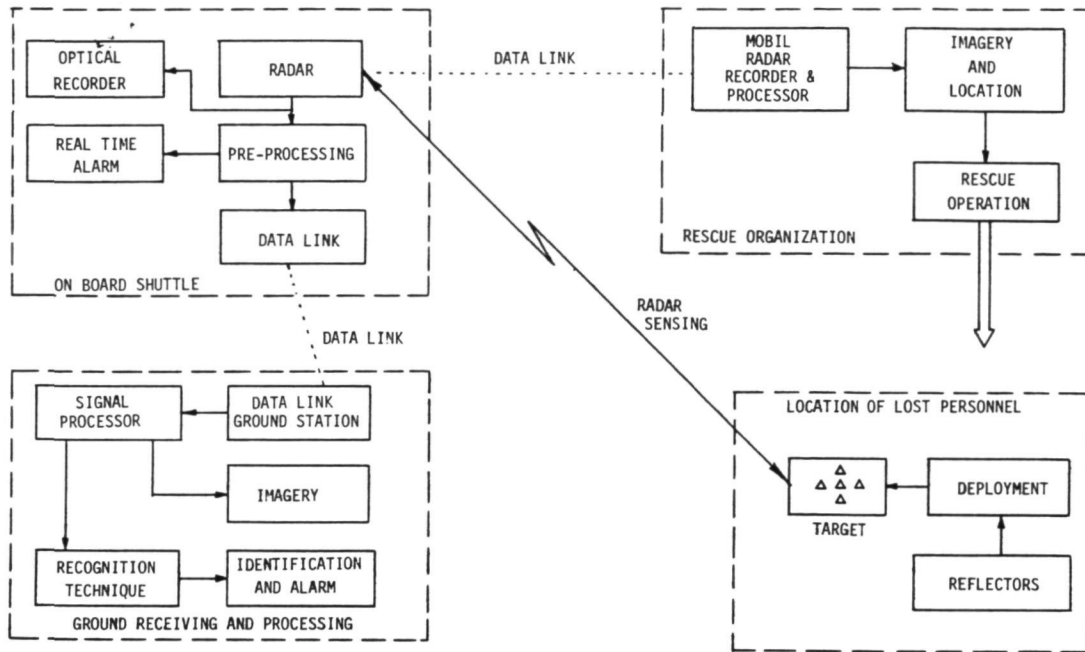 OPTICAL
RECORDER
RADAR
REAL TIME
ALARM
PRE-PROCESSING
DATA LINK
ON BOARD SHUTTLE
DATA LINK
MOBIL
RADAR
RECORDER &
PROCESSOR
IMAGERY
AND
LOCATION
RESCUE
OPERATION
RESCUE ORGANIZATION
DATA LINK
RADAR
SENSING
SIGNAL
PROCESSOR
DATA LINK
GROUND STATION
IMAGERY
RECOGNITION
TECHNIQUE
IDENTIFICATION
AND ALARM
GROUND RECEIVING AND PROCESSING
LOCATION OF LOST PERSONNEL
TARGET
DEPLOYMENT
REFLECTORS